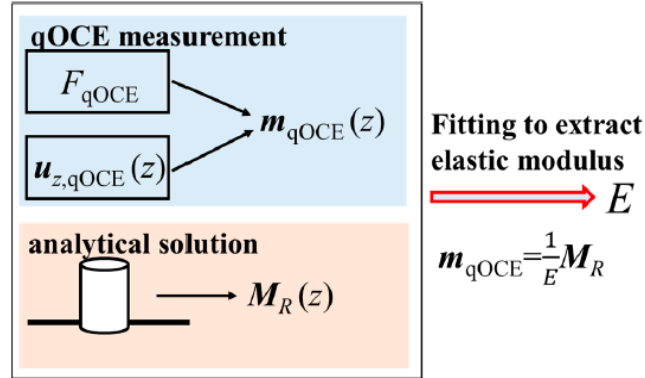 qOCE measurement
F_qOCE
m_qOCE(z)
u_z,qOCE(z)
analytical solution
M_R(z)
Fitting to extract
elastic modulus
E
m_qOCE=1/E M_R